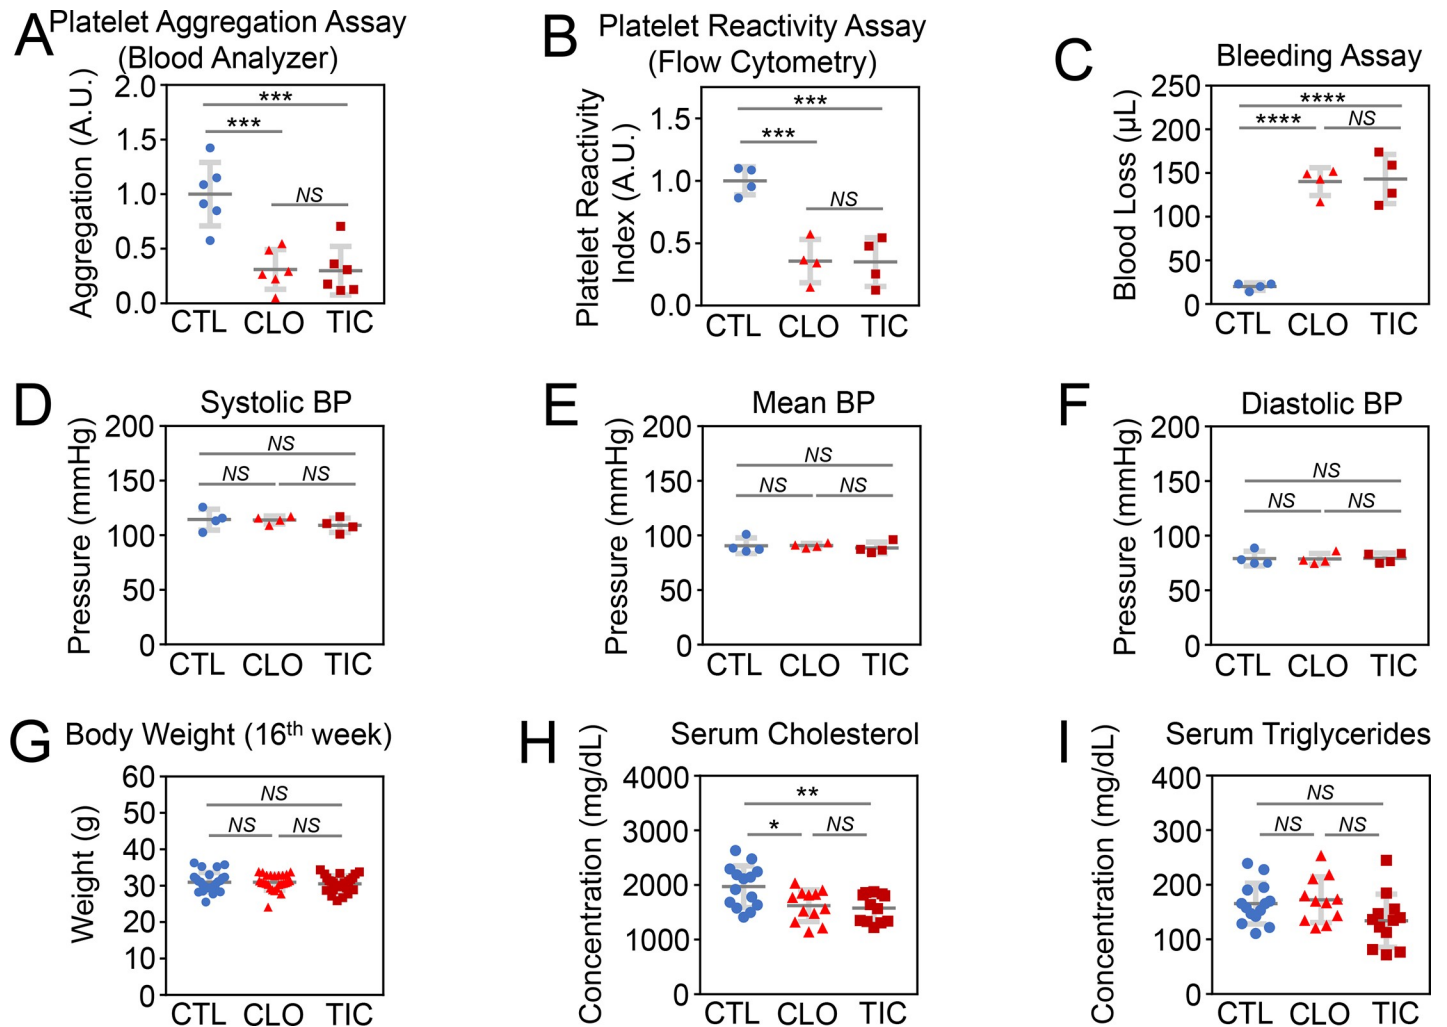 A
Platelet Aggregation Assay
(Blood Analyzer)
Aggregation (A.U.)
2.0
1.5
1.0
0.5
0.0
***
***
NS
CTL CLO TIC
B
Platelet Reactivity Assay
(Flow Cytometry)
Platelet Reactivity
Index (A.U.)
1.5
1.0
0.5
0.0
***
***
NS
CTL CLO TIC
C
Bleeding Assay
Blood Loss (µL)
250
200
150
100
50
0
****
****
NS
CTL CLO TIC
D
Systolic BP
Pressure (mmHg)
200
150
100
50
0
NS
NS NS
CTL CLO TIC
E
Mean BP
Pressure (mmHg)
200
150
100
50
0
NS
NS NS
CTL CLO TIC
F
Diastolic BP
Pressure (mmHg)
200
150
100
50
0
NS
NS NS
CTL CLO TIC
G
Body Weight (16th week)
Weight (g)
60
50
40
30
20
10
0
NS
NS NS
CTL CLO TIC
H
Serum Cholesterol
Concentration (mg/dL)
4000
3000
2000
1000
0
**
* NS
CTL CLO TIC
I
Serum Triglycerides
Concentration (mg/dL)
400
300
200
100
0
NS
NS NS
CTL CLO TIC